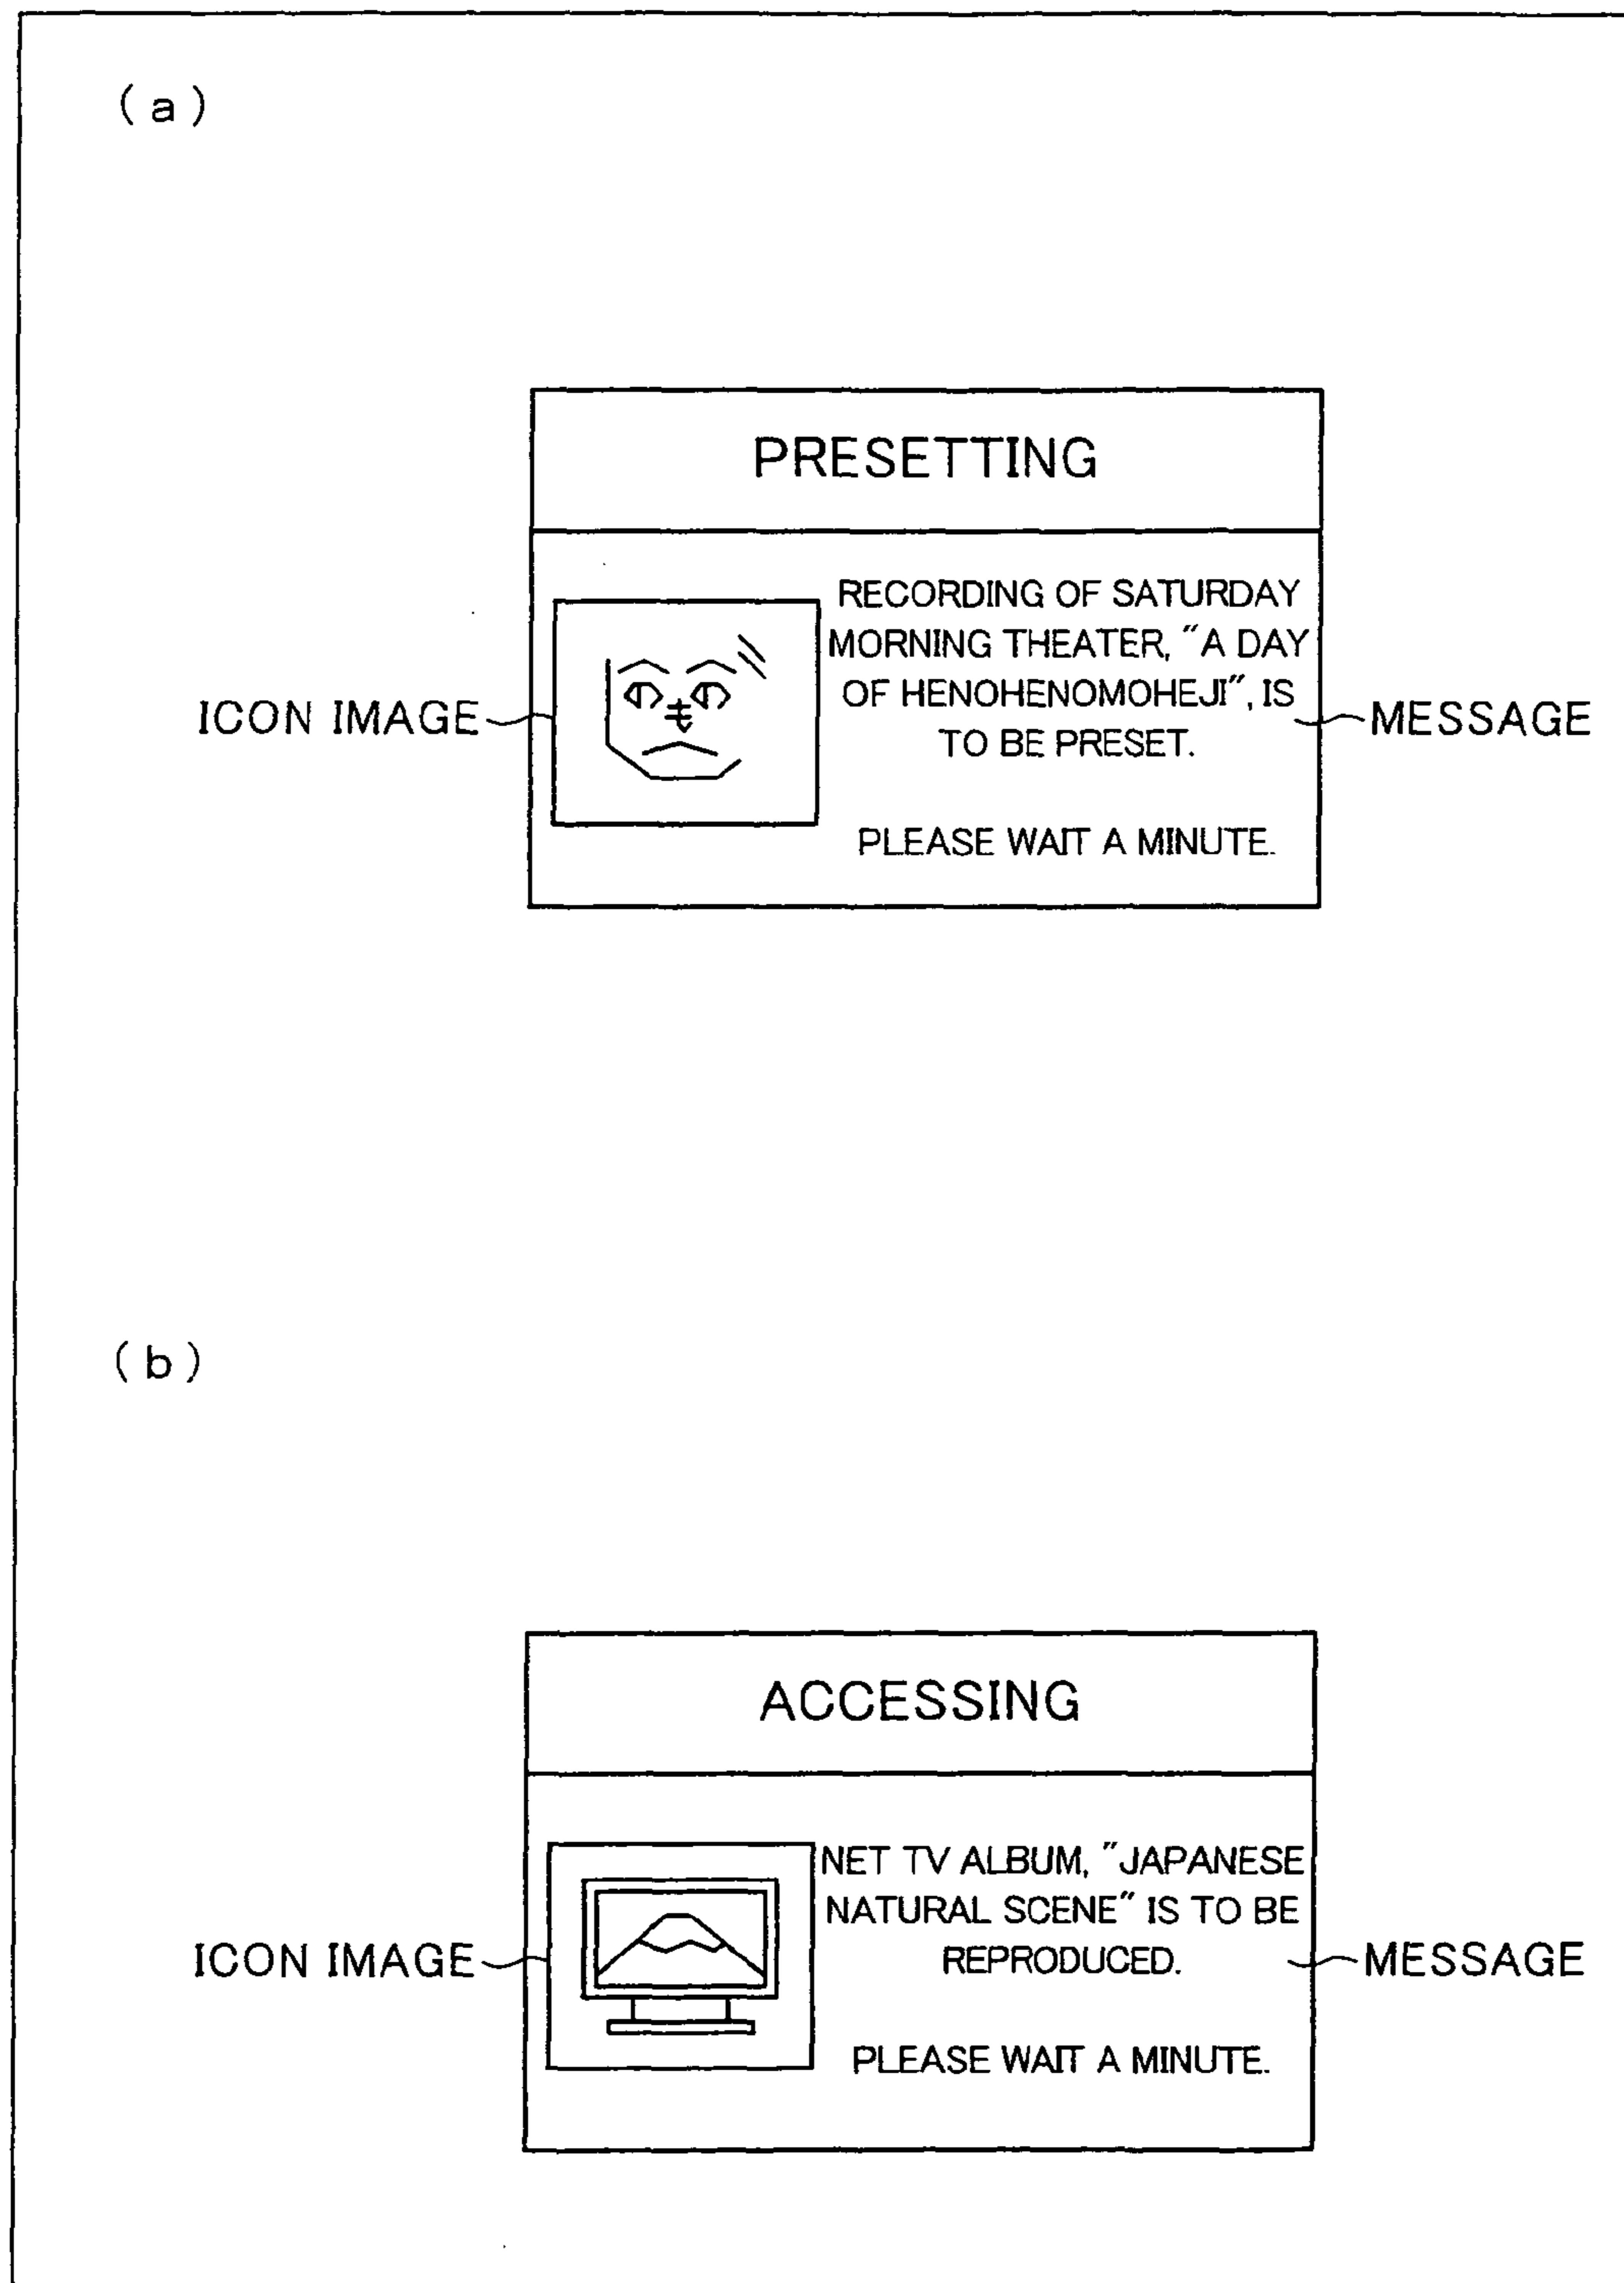 (a)
PRESETTING
RECORDING OF SATURDAY
MORNING THEATER, "A DAY
OF HENOHENOMOHEJI", IS
TO BE PRESET.
PLEASE WAIT A MINUTE.
ICON IMAGE
MESSAGE
(b)
ACCESSING
NET TV ALBUM, "JAPANESE
NATURAL SCENE" IS TO BE
REPRODUCED.
PLEASE WAIT A MINUTE.
ICON IMAGE
MESSAGE